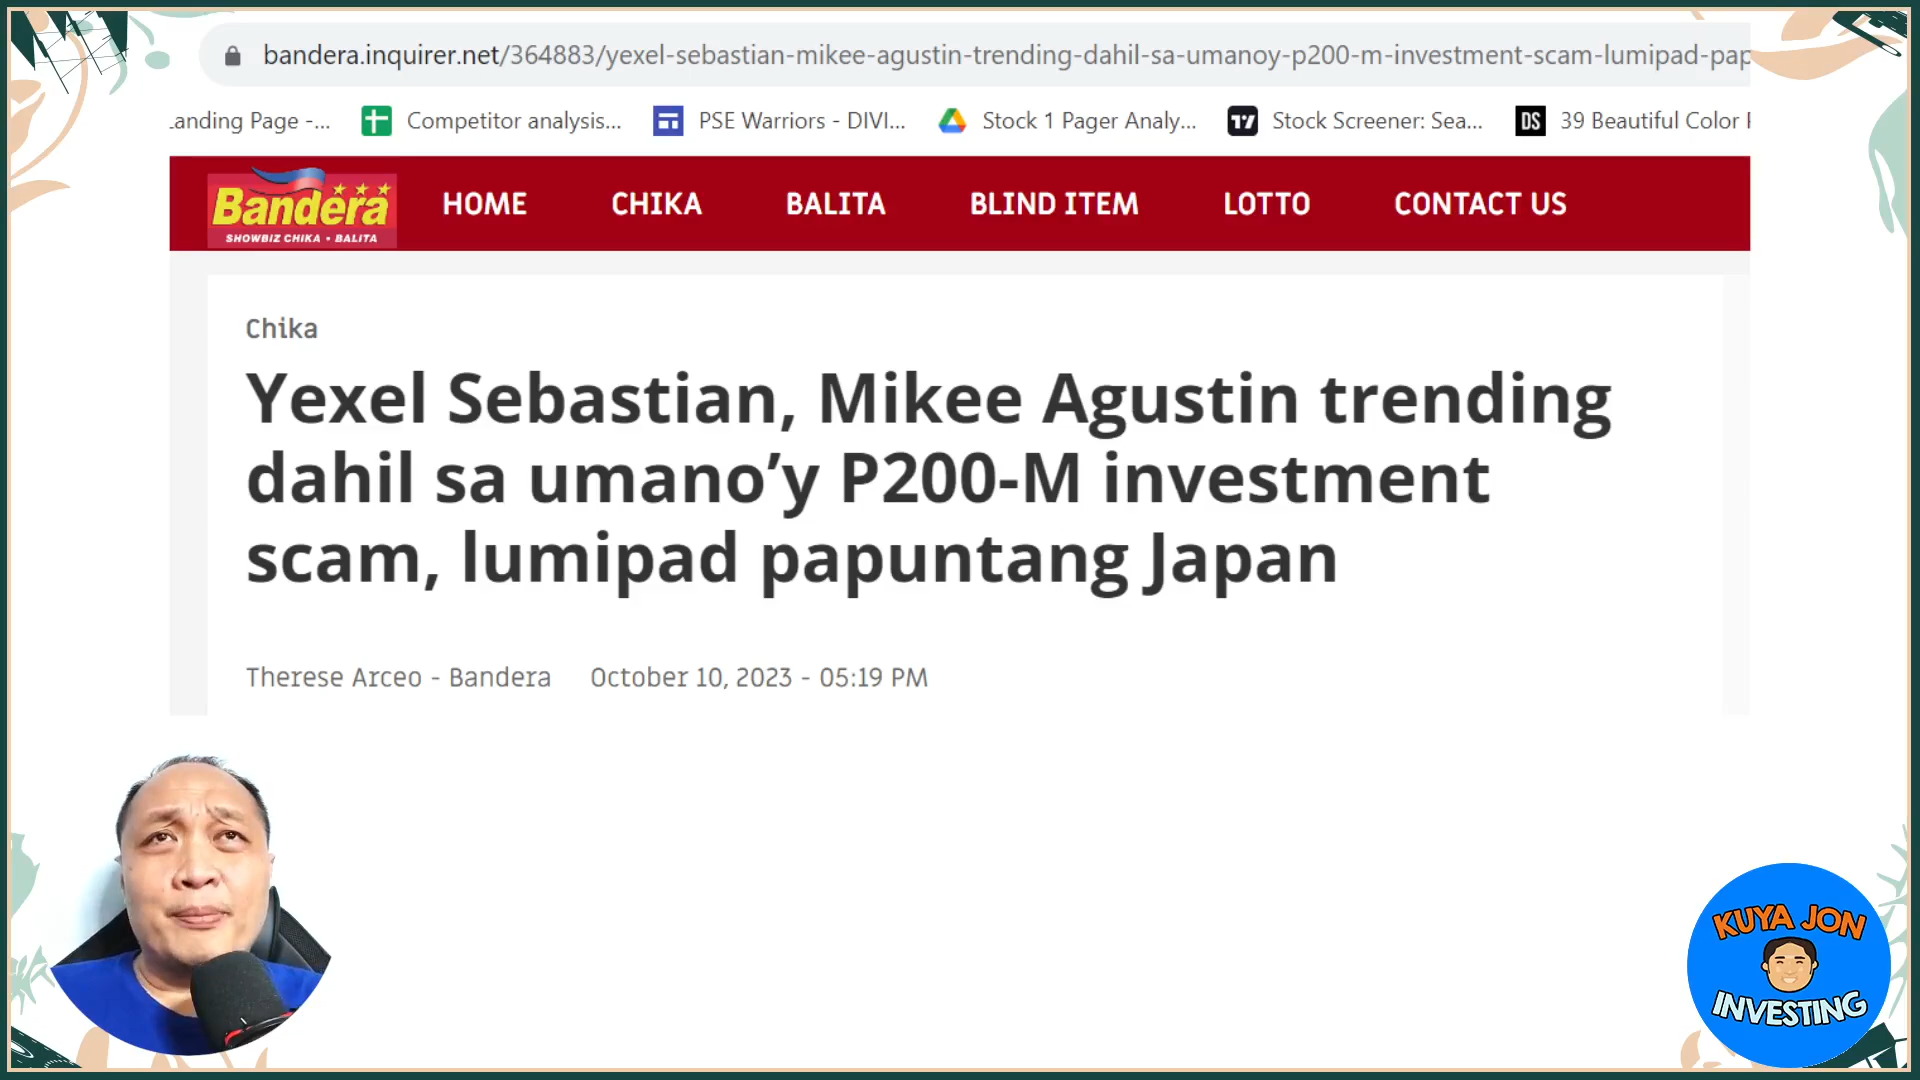 bandera.inquirer.net/364883/yexel-sebastian-mikee-agustin-trending-dahil-sa-umanoy-p200-m-investment-scam-lumipad-pap
anding Page -... Competitor analysis... PSE Warriors - DIVI... Stock 1 Pager Analy... Stock Screener: Sea... DS 39 Beautiful Color
Bandera HOME CHIKA BALITA BLIND ITEM LOTTO CONTACT US
SHOWBIZ CHIKA • BALITA
Chika
Yexel Sebastian, Mikee Agustin trending
dahil sa umano’y P200-M investment
scam, lumipad papuntang Japan
Therese Arceo - Bandera October 10, 2023 - 05:19 PM
KUYA JON
INVESTING